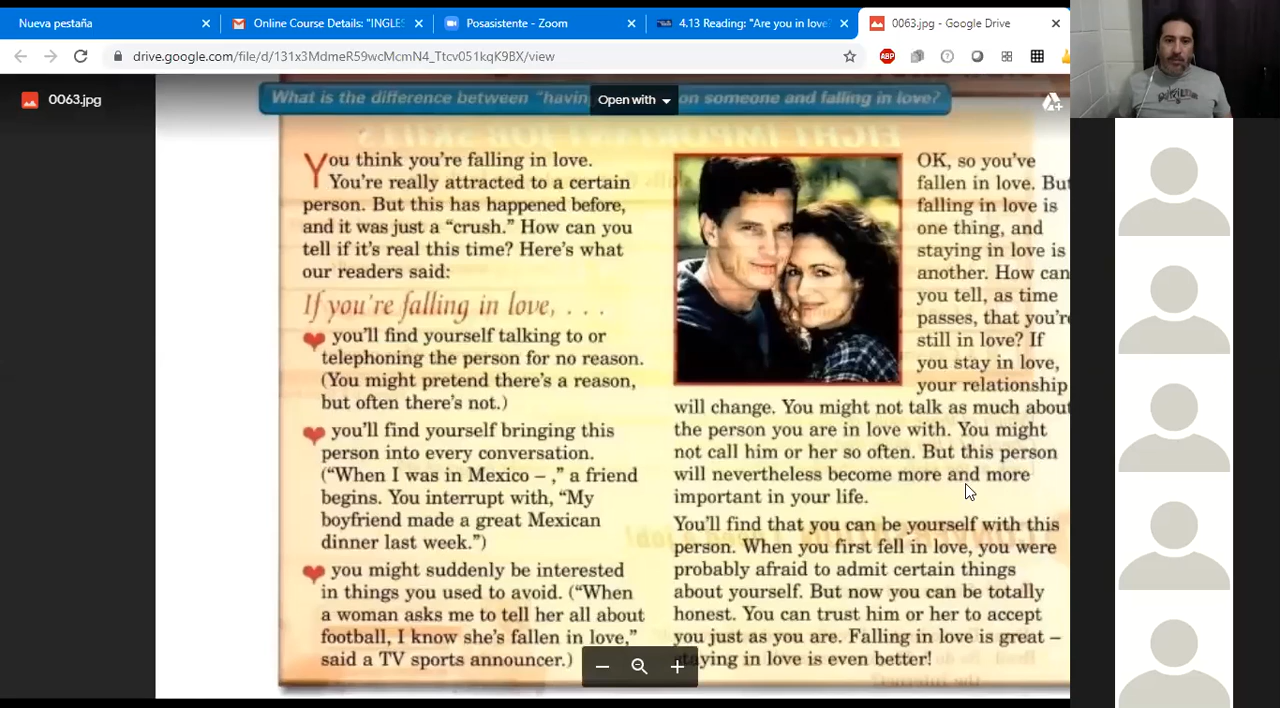 Nueva pestaña
Online Course Details: "INGLES
Posasistente - Zoom
4.13 Reading: "Are you in love
0063.jpg - Google Drive
drive.google.com/file/d/131x3MdmeR59wcMcmN4_Ttcv051kqK9BX/view
ABP
0063.jpg
Open with
What is the difference between "havin on someone and falling in love?
EIGHT IMPORTANT JOB SKILLS
You think you're falling in love.
You're really attracted to a certain
person. But this has happened before,
and it was just a "crush." How can you
tell if it's real this time? Here's what
our readers said:
If you're falling in love, . . .
you'll find yourself talking to or
telephoning the person for no reason.
(You might pretend there's a reason,
but often there's not.)
you'll find yourself bringing this
person into every conversation.
("When I was in Mexico – ," a friend
begins. You interrupt with, "My
boyfriend made a great Mexican
dinner last week.")
you might suddenly be interested
in things you used to avoid. ("When
a woman asks me to tell her all about
football, I know she's fallen in love,"
said a TV sports announcer.)
OK, so you've
fallen in love. But
falling in love is
one thing, and
staying in love is
another. How can
you tell, as time
passes, that you're
still in love? If
you stay in love,
your relationship
will change. You might not talk as much about
the person you are in love with. You might
not call him or her so often. But this person
will nevertheless become more and more
important in your life.
You'll find that you can be yourself with this
person. When you first fell in love, you were
probably afraid to admit certain things
about yourself. But now you can be totally
honest. You can trust him or her to accept
you just as you are. Falling in love is great –
staying in love is even better!